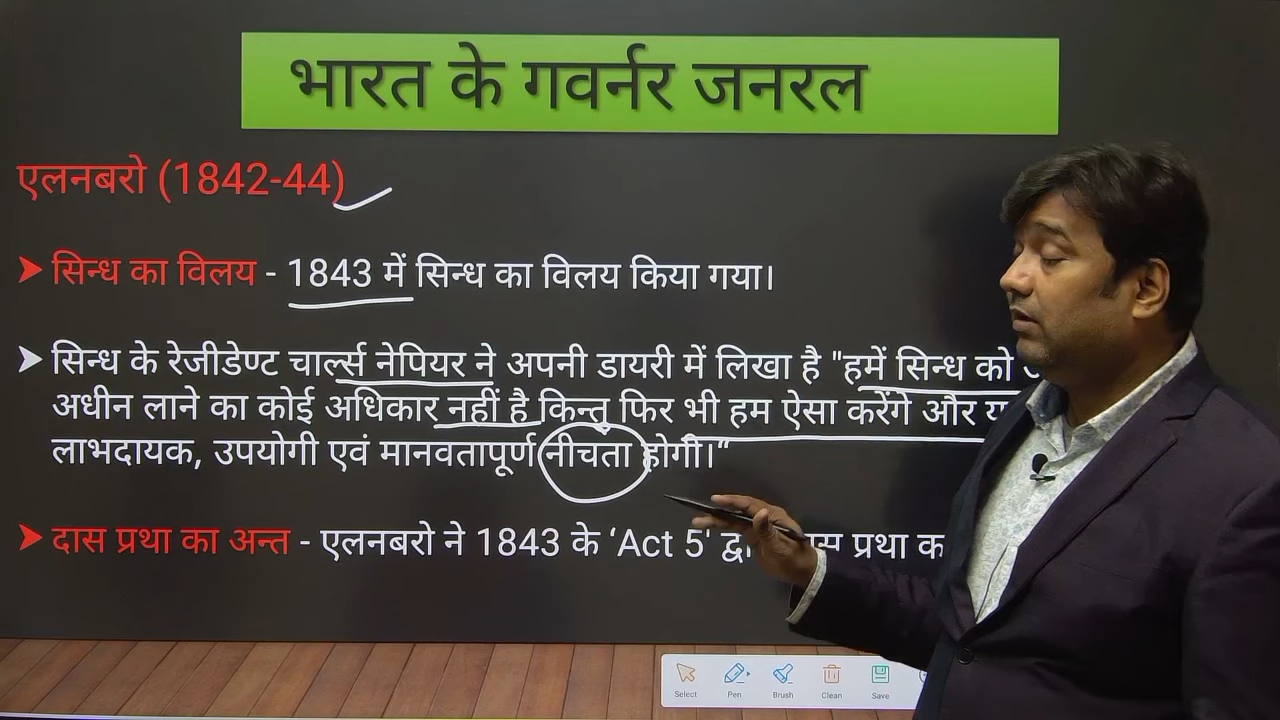 भारत के गवर्नर जनरल
एलनबरो (1842-44)
➤ सिन्ध का विलय - 1843 में सिन्ध का विलय किया गया।
➤ सिन्ध के रेजीडेण्ट चार्ल्स नेपियर ने अपनी डायरी में लिखा है "हमें सिन्ध को
अधीन लाने का कोई अधिकार नहीं है किन्तु फिर भी हम ऐसा करेंगे और
लाभदायक, उपयोगी एवं मानवतापूर्ण नीचता होगी।“
➤ दास प्रथा का अन्त - एलनबरो ने 1843 के ‘Act 5' प्रथा
Select Pen Brush Clean Save